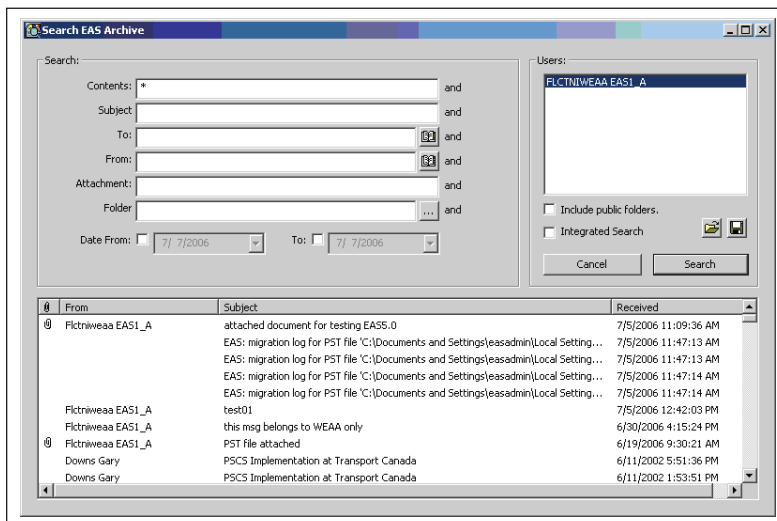 Search EAS Archive
Search:
Contents: * and
Subject and
To: and
From: and
Attachment: and
Folder ... and
Date From: 7/ 7/2006 To: 7/ 7/2006
Users:
FLCTNIWEAA EAS1_A
Include public folders.
Integrated Search
Cancel Search
From Subject Received
Flctniweaa EAS1_A attached document for testing EAS5.0 7/5/2006 11:09:36 AM
EAS: migration log for PST file 'C:\Documents and Settings\easadmin\Local Setting... 7/5/2006 11:47:13 AM
EAS: migration log for PST file 'C:\Documents and Settings\easadmin\Local Setting... 7/5/2006 11:47:13 AM
EAS: migration log for PST file 'C:\Documents and Settings\easadmin\Local Setting... 7/5/2006 11:47:14 AM
EAS: migration log for PST file 'C:\Documents and Settings\easadmin\Local Setting... 7/5/2006 11:47:14 AM
Flctniweaa EAS1_A test01 7/5/2006 12:42:03 PM
Flctniweaa EAS1_A this msg belongs to WEAA only 6/30/2006 4:15:24 PM
Flctniweaa EAS1_A PST file attached 6/19/2006 9:30:21 AM
Downs Gary PSCS Implementation at Transport Canada 6/11/2002 5:51:36 PM
Downs Gary PSCS Implementation at Transport Canada 6/11/2002 1:53:51 PM